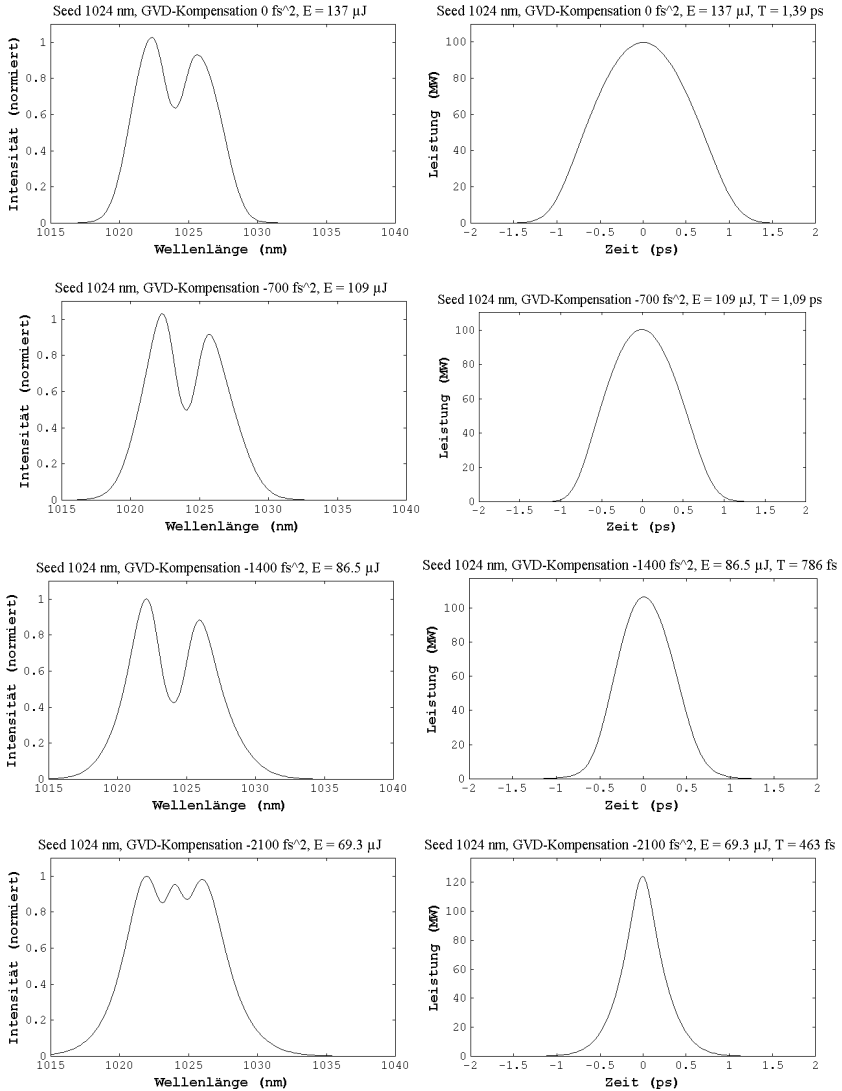 Seed 1024 nm, GVD-Kompensation 0 fs^2, E = 137 µJ
Intensität (normiert)
1
0.8
0.6
0.4
0.2
0
1015 1020 1025 1030 1035 1040
Wellenlänge (nm)
Seed 1024 nm, GVD-Kompensation 0 fs^2, E = 137 µJ, T = 1,39 ps
Leistung (MW)
100
80
60
40
20
0
-2 -1.5 -1 -0.5 0 0.5 1 1.5 2
Zeit (ps)
Seed 1024 nm, GVD-Kompensation -700 fs^2, E = 109 µJ
Intensität (normiert)
1
0.8
0.6
0.4
0.2
0
1015 1020 1025 1030 1035 1040
Wellenlänge (nm)
Seed 1024 nm, GVD-Kompensation -700 fs^2, E = 109 µJ, T = 1,09 ps
Leistung (MW)
100
80
60
40
20
0
-2 -1.5 -1 -0.5 0 0.5 1 1.5 2
Zeit (ps)
Seed 1024 nm, GVD-Kompensation -1400 fs^2, E = 86.5 µJ
Intensität (normiert)
1
0.8
0.6
0.4
0.2
0
1015 1020 1025 1030 1035 1040
Wellenlänge (nm)
Seed 1024 nm, GVD-Kompensation -1400 fs^2, E = 86.5 µJ, T = 786 fs
Leistung (MW)
100
80
60
40
20
0
-2 -1.5 -1 -0.5 0 0.5 1 1.5 2
Zeit (ps)
Seed 1024 nm, GVD-Kompensation -2100 fs^2, E = 69.3 µJ
Intensität (normiert)
1
0.8
0.6
0.4
0.2
0
1015 1020 1025 1030 1035 1040
Wellenlänge (nm)
Seed 1024 nm, GVD-Kompensation -2100 fs^2, E = 69.3 µJ, T = 463 fs
Leistung (MW)
120
100
80
60
40
20
0
-2 -1.5 -1 -0.5 0 0.5 1 1.5 2
Zeit (ps)